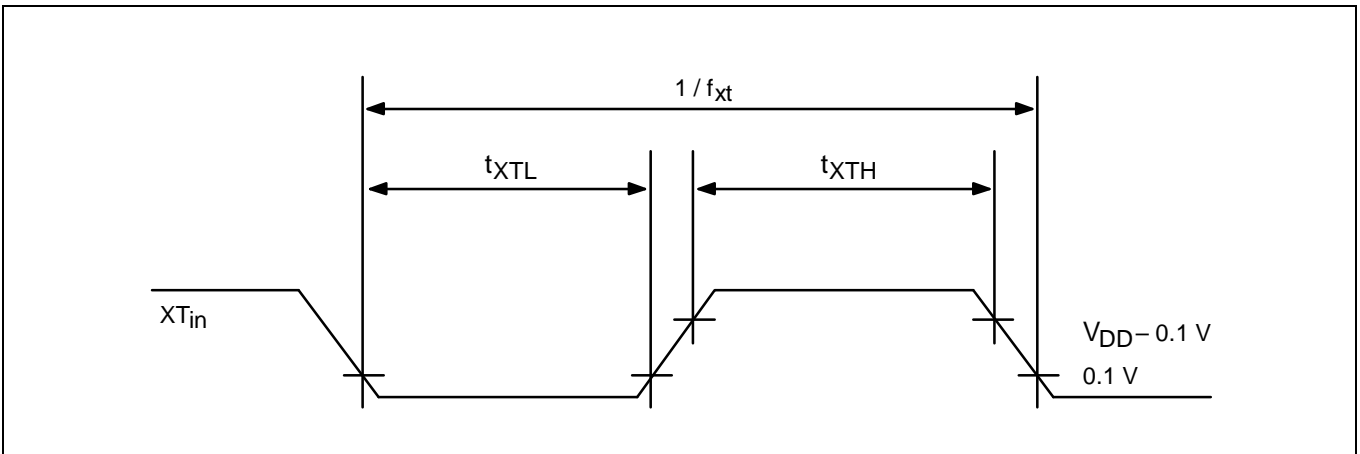 1 / fxt
tXTL
tXTH
XTin
VDD – 0.1 V
0.1 V